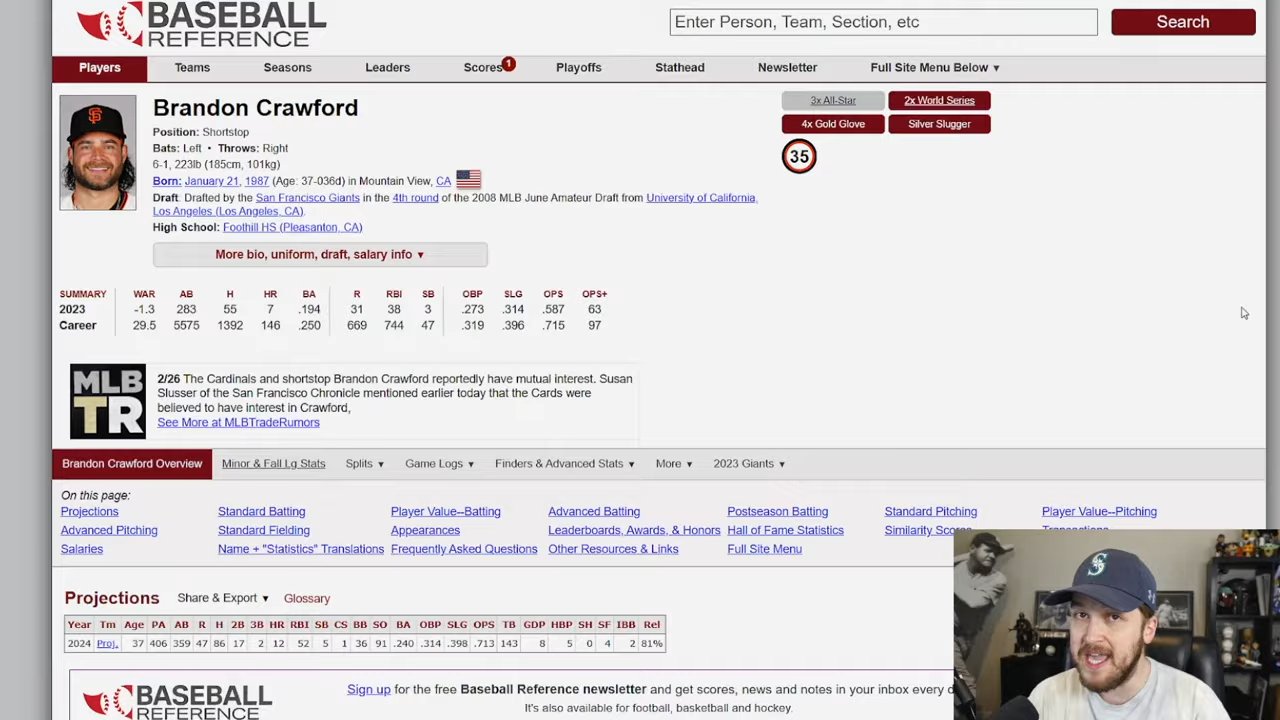 BASEBALL
REFERENCE
Enter Person, Team, Section, etc
Search
Players Teams Seasons Leaders Scores 1 Playoffs Stathead Newsletter Full Site Menu Below ▼
Brandon Crawford
Position: Shortstop
Bats: Left • Throws: Right
6-1, 223lb (185cm, 101kg)
Born: January 21, 1987 (Age: 37-036d) in Mountain View, CA
Draft: Drafted by the San Francisco Giants in the 4th round of the 2008 MLB June Amateur Draft from University of California,
Los Angeles (Los Angeles, CA).
High School: Foothill HS (Pleasanton, CA)
More bio, uniform, draft, salary info ▼
3x All-Star 2x World Series
4x Gold Glove Silver Slugger
35
SUMMARY WAR AB H HR BA R RBI SB OBP SLG OPS OPS+
2023 -1.3 283 55 7 .194 31 38 3 .273 .314 .587 63
Career 29.5 5575 1392 146 .250 669 744 47 .319 .396 .715 97
MLB
TR
2/26 The Cardinals and shortstop Brandon Crawford reportedly have mutual interest. Susan
Slusser of the San Francisco Chronicle mentioned earlier today that the Cards were
believed to have interest in Crawford,
See More at MLBTradeRumors
Brandon Crawford Overview Minor & Fall Lg Stats Splits ▼ Game Logs ▼ Finders & Advanced Stats ▼ More ▼ 2023 Giants ▼
On this page:
Projections Standard Batting Player Value--Batting Advanced Batting Postseason Batting Standard Pitching Player Value--Pitching
Advanced Pitching Standard Fielding Appearances Leaderboards, Awards, & Honors Hall of Fame Statistics Similarity Scores Transactions
Salaries Name + "Statistics" Translations Frequently Asked Questions Other Resources & Links Full Site Menu
Projections Share & Export ▼ Glossary
Year Tm Age PA AB R H 2B 3B HR RBI SB CS BB SO BA OBP SLG OPS TB GDP HBP SH SF IBB Rel
2024 Proj. 37 406 359 47 86 17 2 12 52 5 1 36 91 .240 .314 .398 .713 143 8 5 0 4 2 81%
BASEBALL
REFERENCE
Sign up for the free Baseball Reference newsletter and get scores, news and notes in your inbox every d
It's also available for football, basketball and hockey.
S